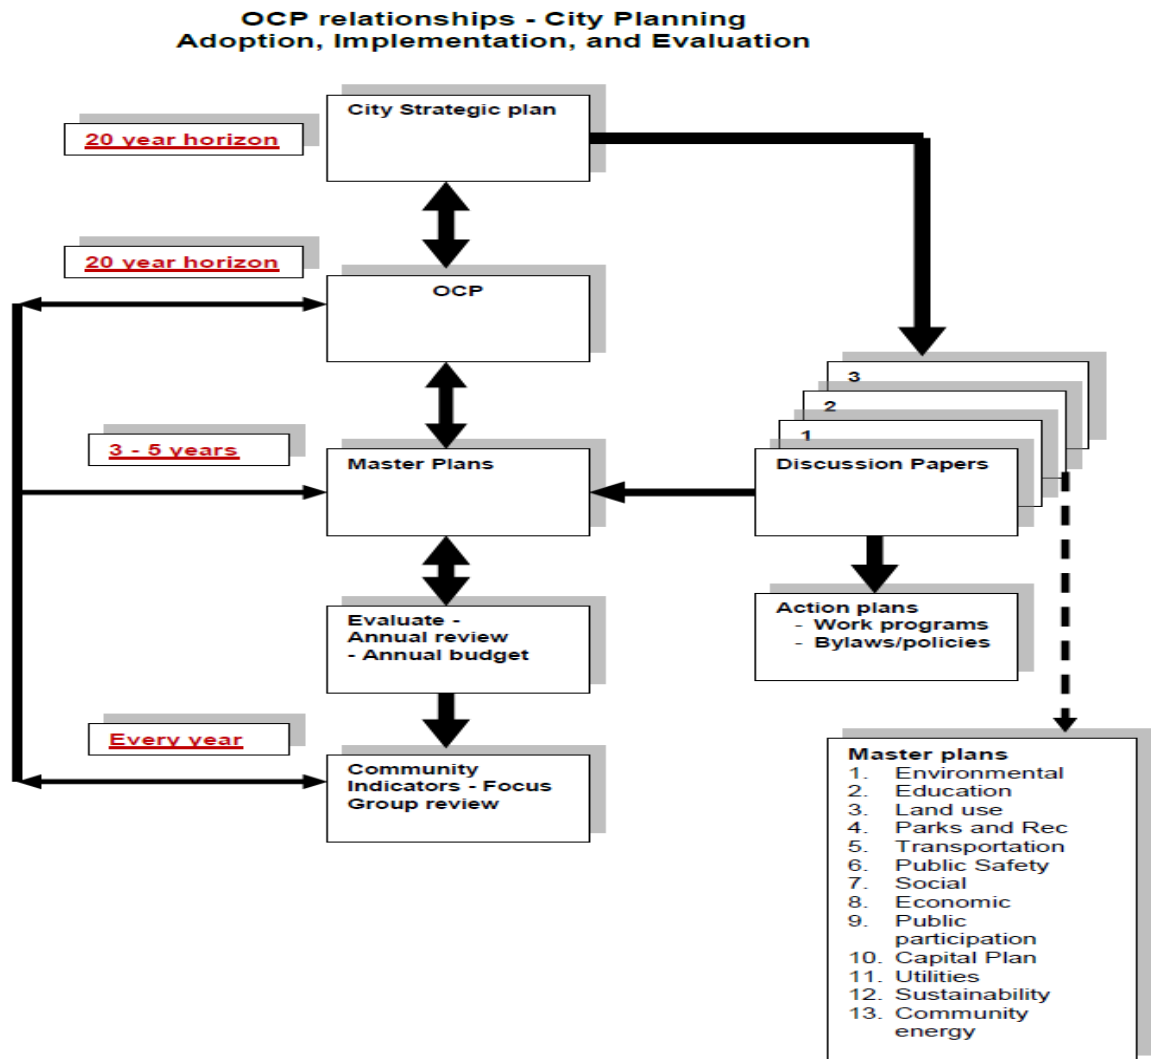 OCP relationships - City Planning
Adoption, Implementation, and Evaluation
City Strategic plan
20 year horizon
20 year horizon
OCP
3
2
1
3 - 5 years
Master Plans
Discussion Papers
Evaluate -
Annual review
- Annual budget
Action plans
- Work programs
- Bylaws/policies
Every year
Community
Indicators - Focus
Group review
Master plans
1. Environmental
2. Education
3. Land use
4. Parks and Rec
5. Transportation
6. Public Safety
7. Social
8. Economic
9. Public
participation
10. Capital Plan
11. Utilities
12. Sustainability
13. Community
energy